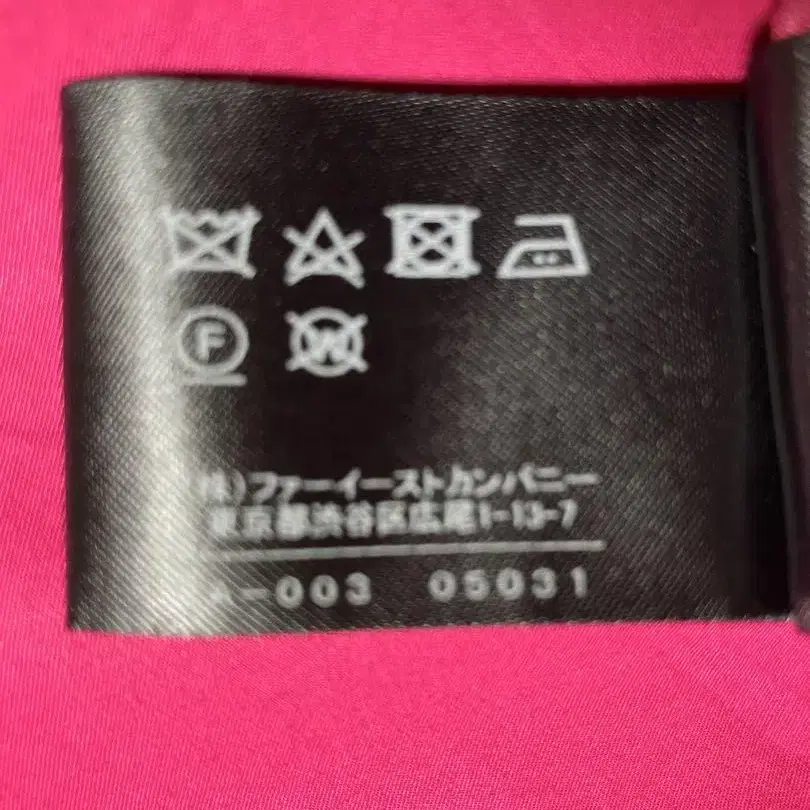 F W
(株)ファーイーストカンパニー
東京都渋谷区広尾1-13-7
A-003 05031